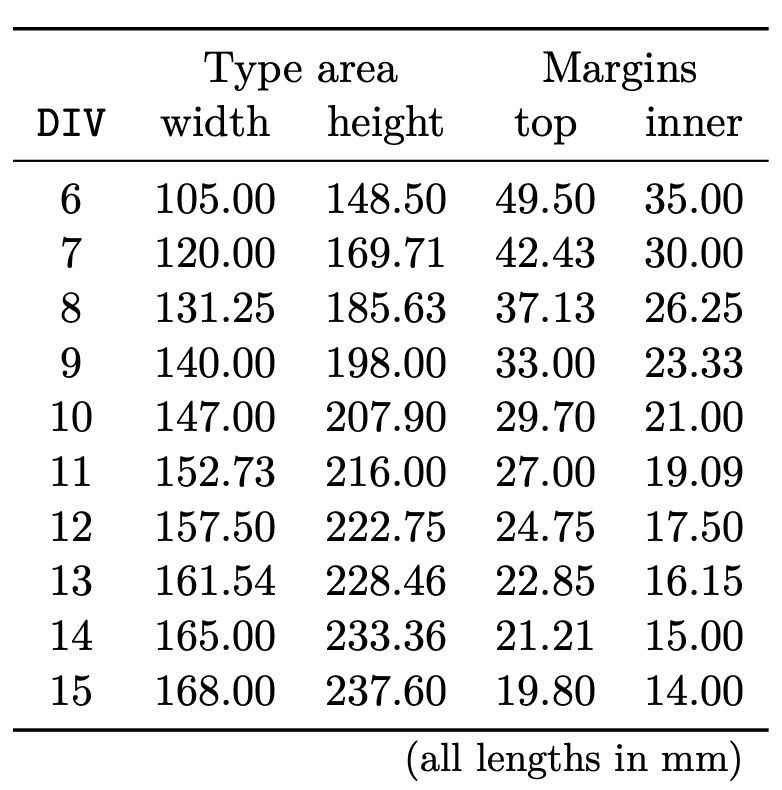 Type area Margins
DIV width height top inner
6 105.00 148.50 49.50 35.00
7 120.00 169.71 42.43 30.00
8 131.25 185.63 37.13 26.25
9 140.00 198.00 33.00 23.33
10 147.00 207.90 29.70 21.00
11 152.73 216.00 27.00 19.09
12 157.50 222.75 24.75 17.50
13 161.54 228.46 22.85 16.15
14 165.00 233.36 21.21 15.00
15 168.00 237.60 19.80 14.00
(all lengths in mm)